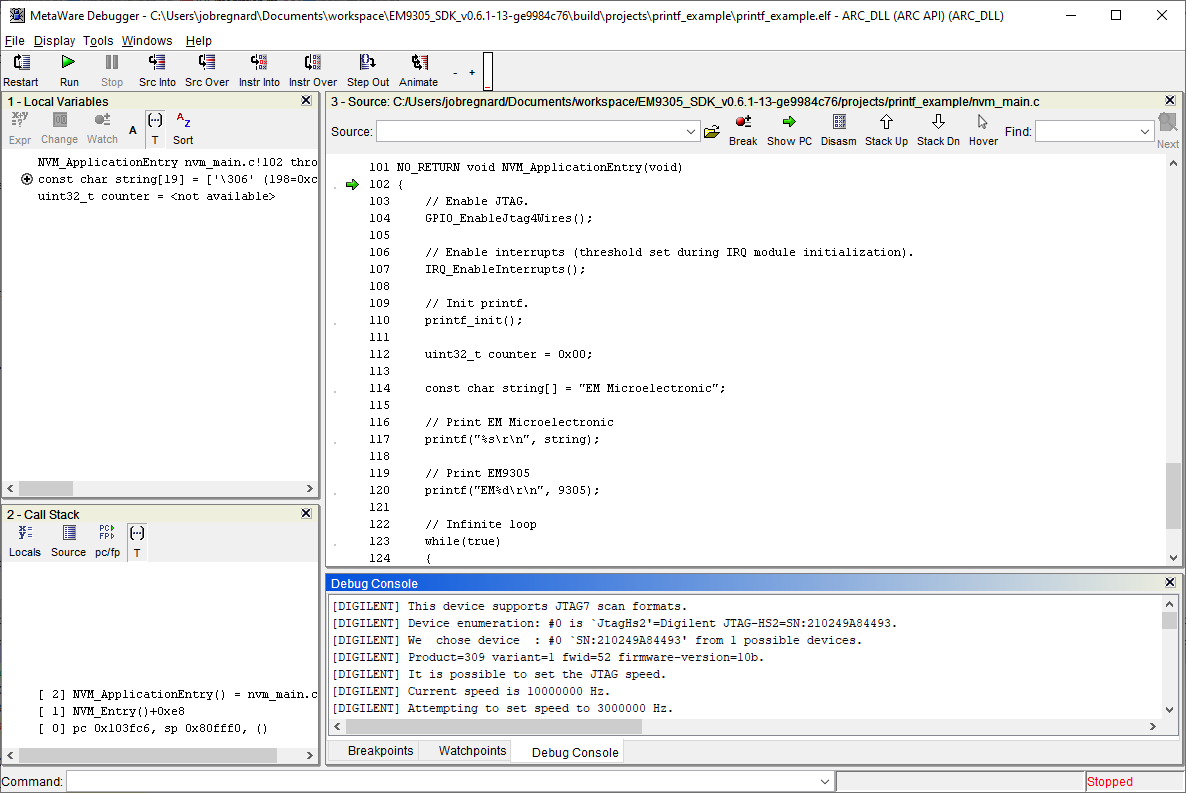 MetaWare Debugger - C:\Users\jobregnard\Documents\workspace\EM9305_SDK_v0.6.1-13-ge9984c76\build\projects\printf_example\printf_example.elf - ARC_DLL (ARC API) (ARC_DLL)
File Display Tools Windows Help
Restart Run Stop Src Into Src Over Instr Into Instr Over Step Out Animate - +
1 - Local Variables
Expr Change Watch A T Sort
NVM_ApplicationEntry nvm_main.c!102 thro
const char string[19] = ['\306' (198=0xc
uint32_t counter = <not available>
2 - Call Stack
Locals Source pc/fp T
[ 2] NVM_ApplicationEntry() = nvm_main.c
[ 1] NVM_Entry()+0xe8
[ 0] pc 0x103fc6, sp 0x80fff0, ()
3 - Source: C:/Users/jobregnard/Documents/workspace/EM9305_SDK_v0.6.1-13-ge9984c76/projects/printf_example/nvm_main.c
Source: Break Show PC Disasm Stack Up Stack Dn Hover Find: Next
101 NO_RETURN void NVM_ApplicationEntry(void)
102 {
103 // Enable JTAG.
104 GPIO_EnableJtag4Wires();
105
106 // Enable interrupts (threshold set during IRQ module initialization).
107 IRQ_EnableInterrupts();
108
109 // Init printf.
110 printf_init();
111
112 uint32_t counter = 0x00;
113
114 const char string[] = "EM Microelectronic";
115
116 // Print EM Microelectronic
117 printf("%s\r\n", string);
118
119 // Print EM9305
120 printf("EM%d\r\n", 9305);
121
122 // Infinite loop
123 while(true)
124 {
Debug Console
[DIGILENT] This device supports JTAG7 scan formats.
[DIGILENT] Device enumeration: #0 is `JtagHs2'=Digilent JTAG-HS2=SN:210249A84493.
[DIGILENT] We  chose device  : #0 `SN:210249A84493' from 1 possible devices.
[DIGILENT] Product=309 variant=1 fwid=52 firmware-version=10b.
[DIGILENT] It is possible to set the JTAG speed.
[DIGILENT] Current speed is 10000000 Hz.
[DIGILENT] Attempting to set speed to 3000000 Hz.
Breakpoints Watchpoints Debug Console
Command: Stopped